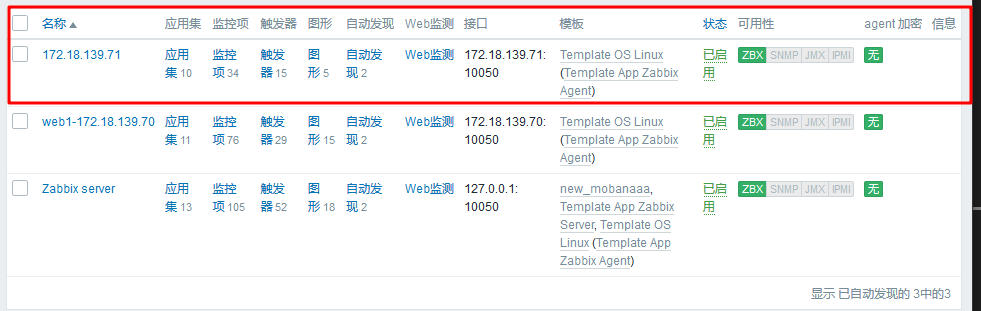 名称 应用集 监控项 触发器 图形 自动发现 Web监测 接口 模板 状态 可用性 agent 加密 信息
172.18.139.71 应用 监控 触发 图 自动发 Web监测 172.18.139.71: Template OS Linux 已启 ZBX SNMP JMX IPMI 无
集 10 项 34 器 15 形 5 现 2 10050 (Template App Zabbix 用
Agent)
web1-172.18.139.70 应用 监控 触发 图 自动发 Web监测 172.18.139.70: Template OS Linux 已启 ZBX SNMP JMX IPMI 无
集 11 项 76 器 29 形 15 现 2 10050 (Template App Zabbix 用
Agent)
Zabbix server 应用 监控 触发 图 自动发 Web监测 127.0.0.1: new_mobanaaa, 已启 ZBX SNMP JMX IPMI 无
集 13 项 105 器 52 形 18 现 2 10050 Template App Zabbix 用
Server, Template OS
Linux (Template App
Zabbix Agent)
显示 已自动发现的 3中的3